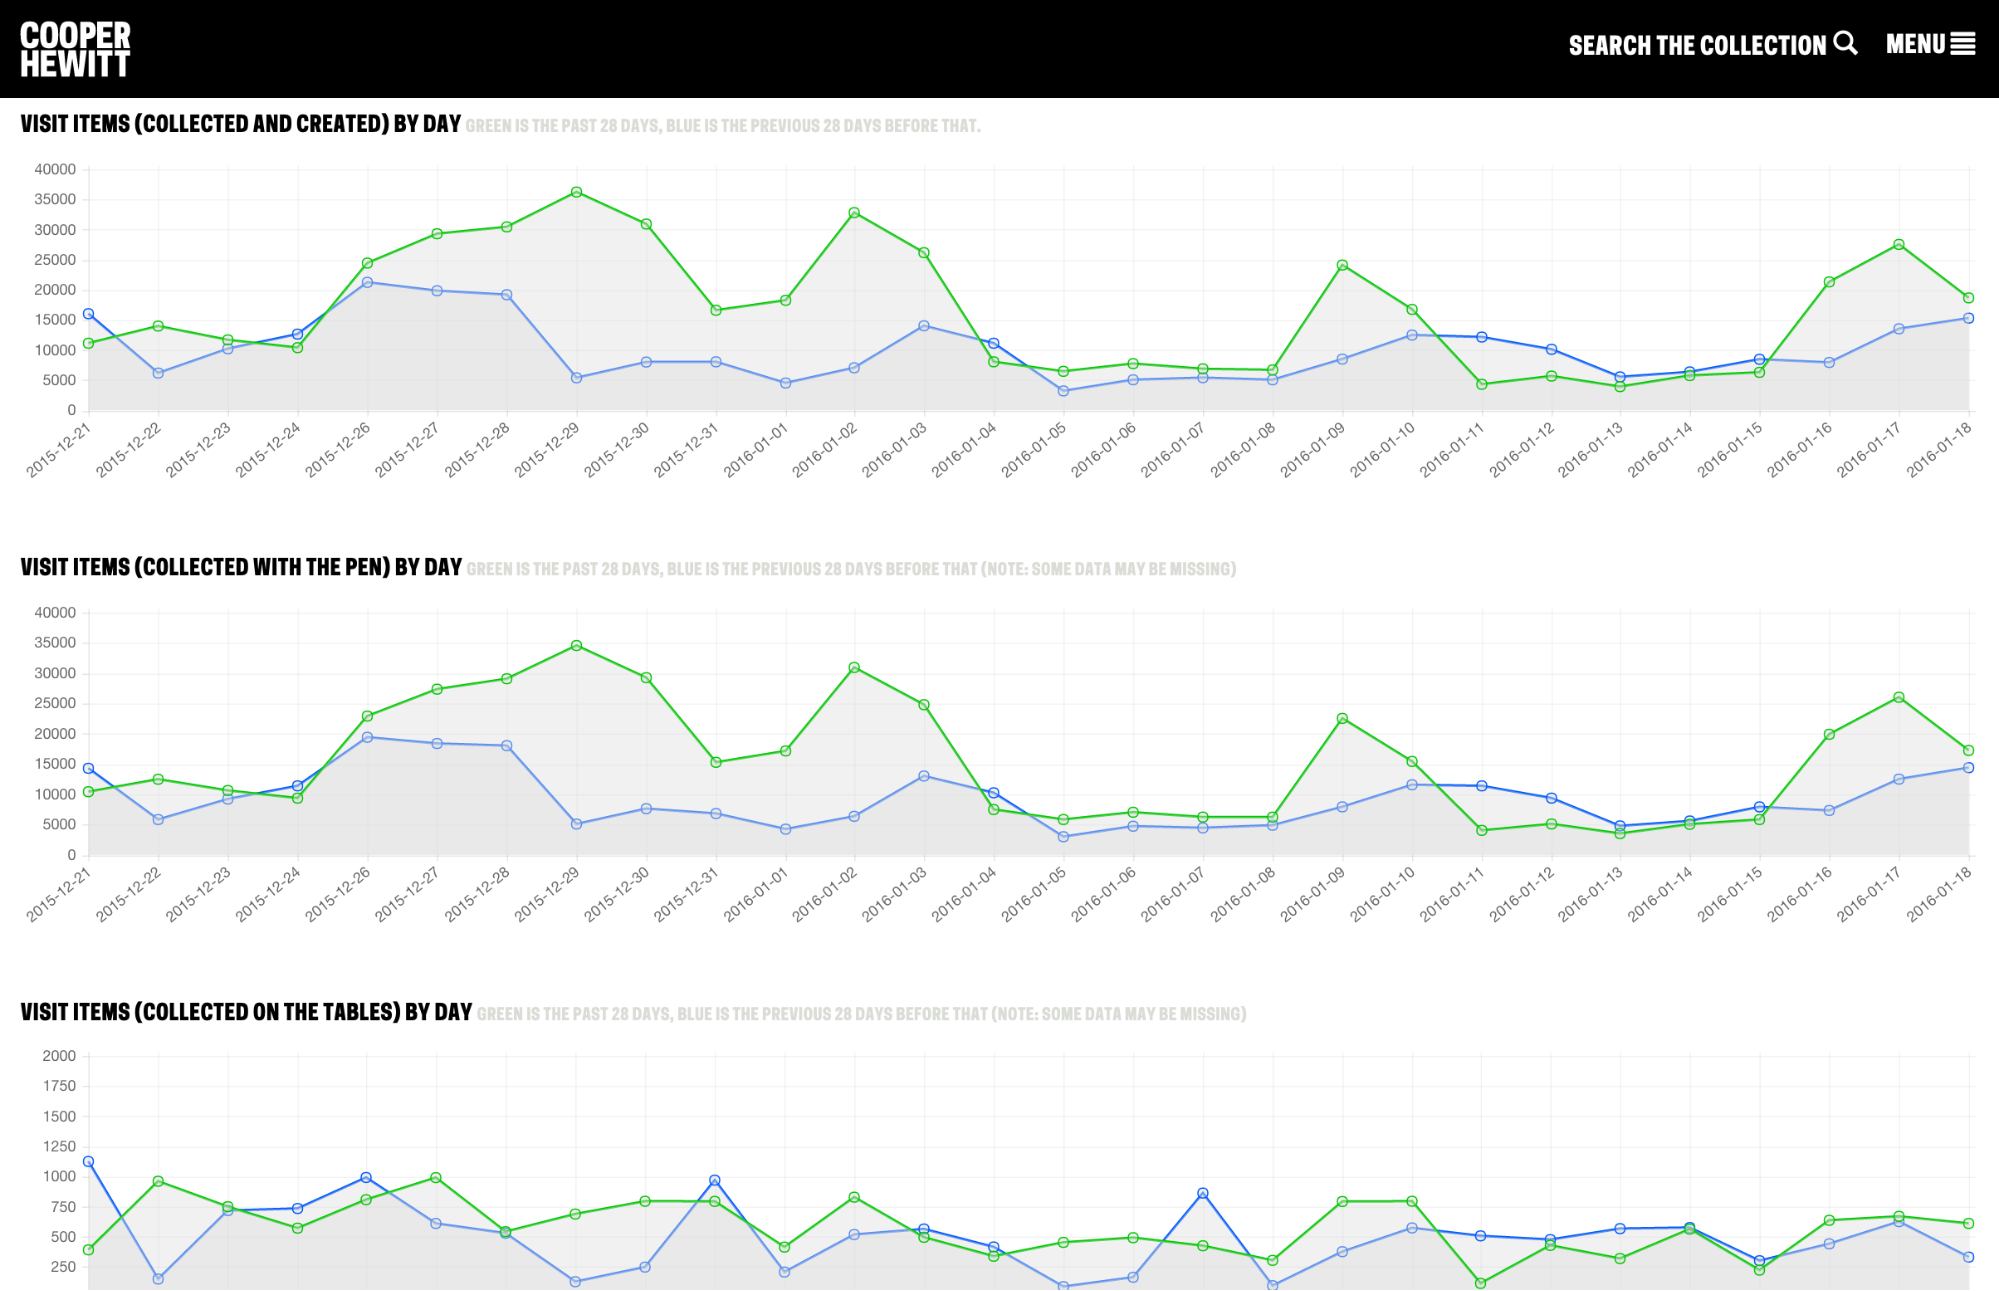 COOPER
HEWITT
SEARCH THE COLLECTION
MENU
VISIT ITEMS (COLLECTED AND CREATED) BY DAY GREEN IS THE PAST 28 DAYS, BLUE IS THE PREVIOUS 28 DAYS BEFORE THAT.
40000
35000
30000
25000
20000
15000
10000
5000
0
2015-12-21 2015-12-22 2015-12-23 2015-12-24 2015-12-26 2015-12-27 2015-12-28 2015-12-29 2015-12-30 2015-12-31 2016-01-01 2016-01-02 2016-01-03 2016-01-04 2016-01-05 2016-01-06 2016-01-07 2016-01-08 2016-01-09 2016-01-10 2016-01-11 2016-01-12 2016-01-13 2016-01-14 2016-01-15 2016-01-16 2016-01-17 2016-01-18
VISIT ITEMS (COLLECTED WITH THE PEN) BY DAY GREEN IS THE PAST 28 DAYS, BLUE IS THE PREVIOUS 28 DAYS BEFORE THAT (NOTE: SOME DATA MAY BE MISSING)
40000
35000
30000
25000
20000
15000
10000
5000
0
2015-12-21 2015-12-22 2015-12-23 2015-12-24 2015-12-26 2015-12-27 2015-12-28 2015-12-29 2015-12-30 2015-12-31 2016-01-01 2016-01-02 2016-01-03 2016-01-04 2016-01-05 2016-01-06 2016-01-07 2016-01-08 2016-01-09 2016-01-10 2016-01-11 2016-01-12 2016-01-13 2016-01-14 2016-01-15 2016-01-16 2016-01-17 2016-01-18
VISIT ITEMS (COLLECTED ON THE TABLES) BY DAY GREEN IS THE PAST 28 DAYS, BLUE IS THE PREVIOUS 28 DAYS BEFORE THAT (NOTE: SOME DATA MAY BE MISSING)
2000
1750
1500
1250
1000
750
500
250